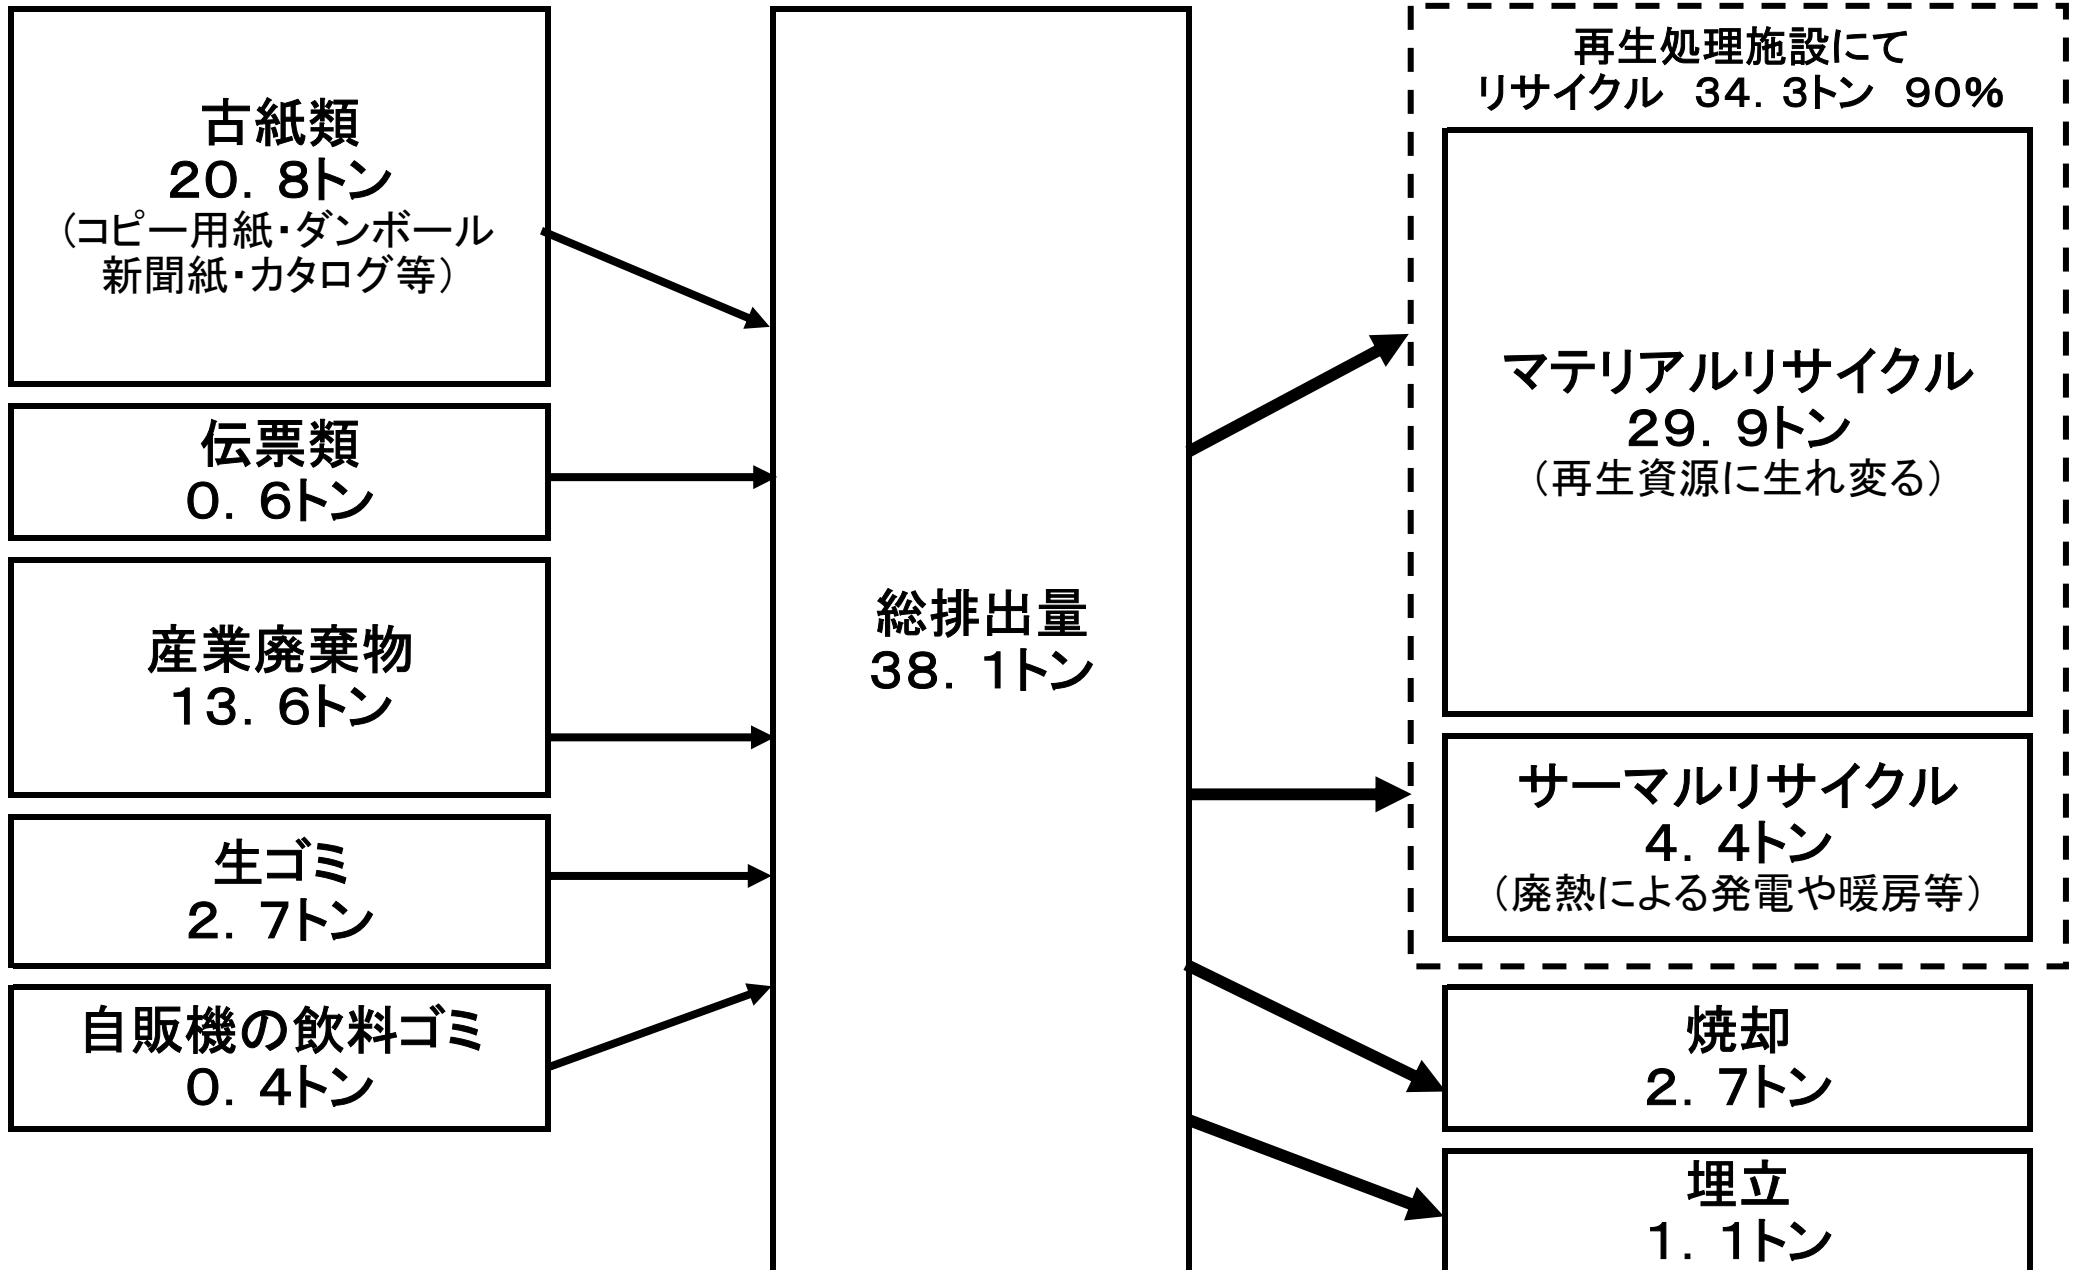 古紙類
20．8トン
（コピー用紙・ダンボール
新聞紙・カタログ等）
伝票類
0．6トン
産業廃棄物
13．6トン
生ゴミ
2．7トン
自販機の飲料ゴミ
0．4トン
総排出量
38．1トン
再生処理施設にて
リサイクル　34．3トン　90%
マテリアルリサイクル
29．9トン
（再生資源に生れ変る）
サーマルリサイクル
4．4トン
（廃熱による発電や暖房等）
焼却
2．7トン
埋立
1．1トン